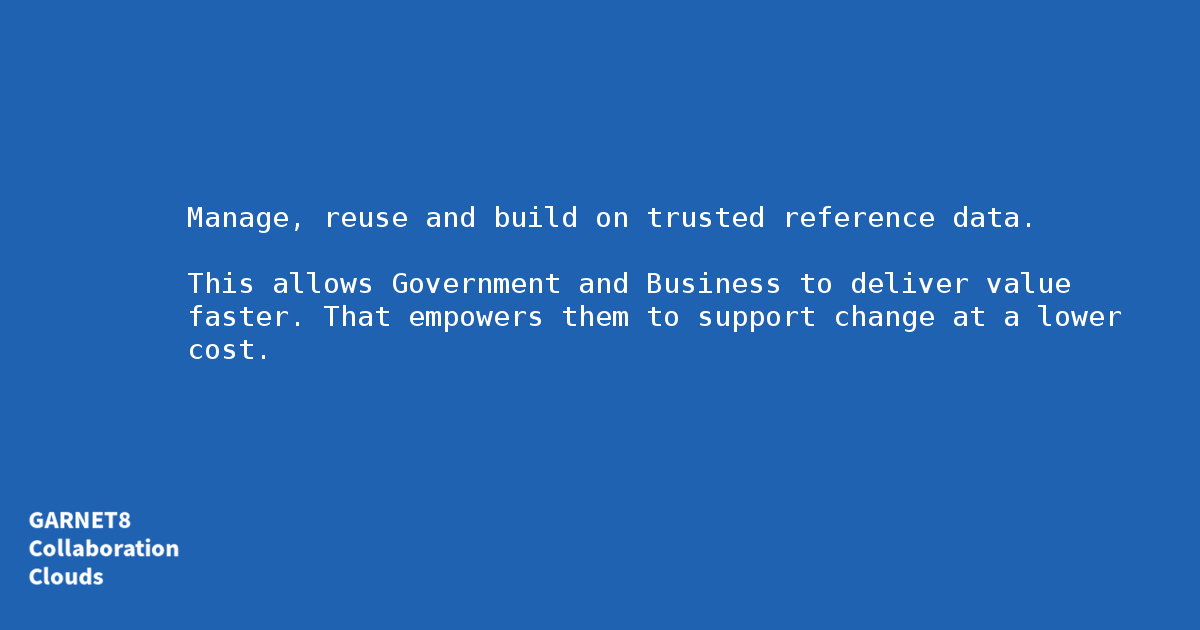 Manage, reuse and build on trusted reference data.
This allows Government and Business to deliver value
faster. That empowers them to support change at a lower
cost.
GARNET8
Collaboration
Clouds